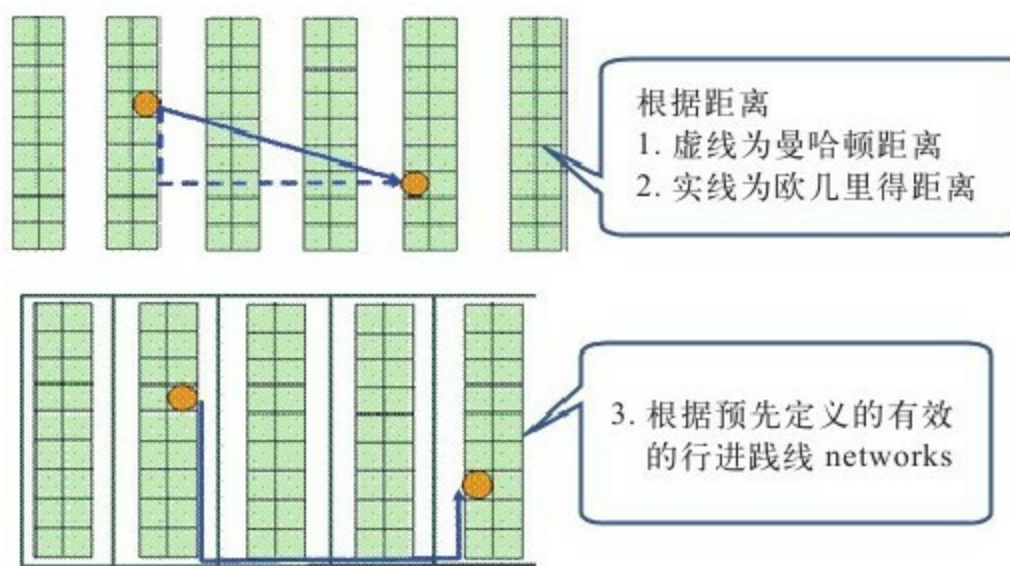 根据距离
1. 虚线为曼哈顿距离
2. 实线为欧几里得距离
3. 根据预先定义的有效
的行进践线 networks